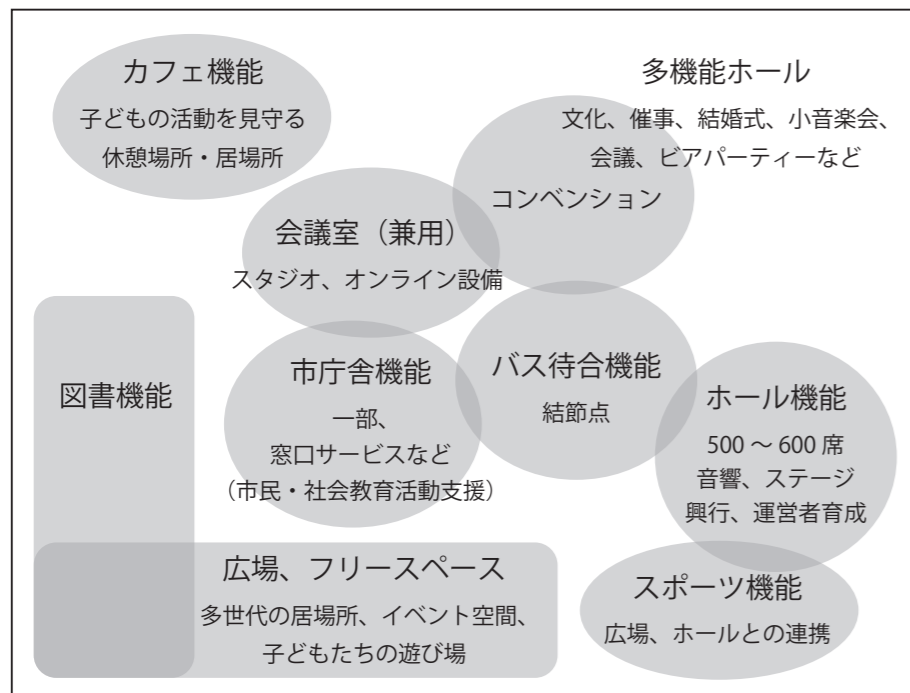 カフェ機能
子どもの活動を見守る
休憩場所・居場所
多機能ホール
文化、催事、結婚式、小音楽会、
会議、ビアパーティーなど
コンベンション
会議室（兼用）
スタジオ、オンライン設備
図書機能
市庁舎機能
一部、
窓口サービスなど
（市民・社会教育活動支援）
バス待合機能
結節点
ホール機能
500 ～ 600 席
音響、ステージ
興行、運営者育成
広場、フリースペース
多世代の居場所、イベント空間、
子どもたちの遊び場
スポーツ機能
広場、ホールとの連携